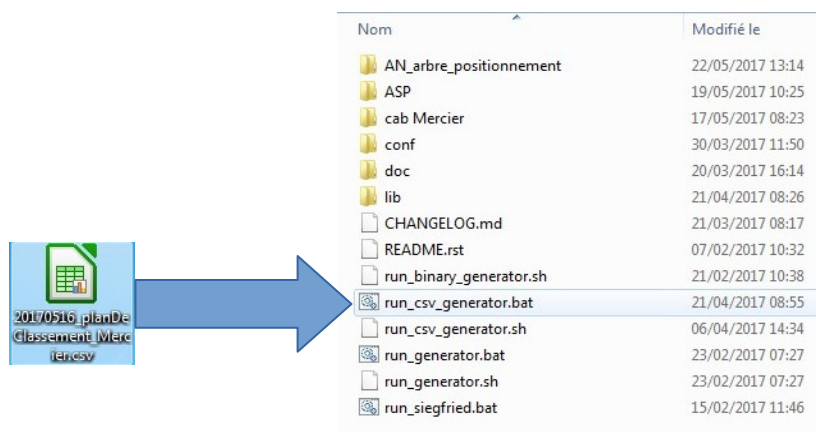 Nom Modifié le
AN_arbre_positionnement 22/05/2017 13:14
ASP 19/05/2017 10:25
cab Mercier 17/05/2017 08:23
conf 30/03/2017 11:50
doc 20/03/2017 16:14
lib 21/04/2017 08:26
CHANGELOG.md 21/03/2017 08:17
README.rst 07/02/2017 10:32
run_binary_generator.sh 21/02/2017 10:38
run_csv_generator.bat 21/04/2017 08:55
run_csv_generator.sh 06/04/2017 14:34
run_generator.bat 23/02/2017 07:27
run_generator.sh 23/02/2017 07:27
run_siegfried.bat 15/02/2017 11:46
20170516_planDe
Classement_Merc
ier.csv